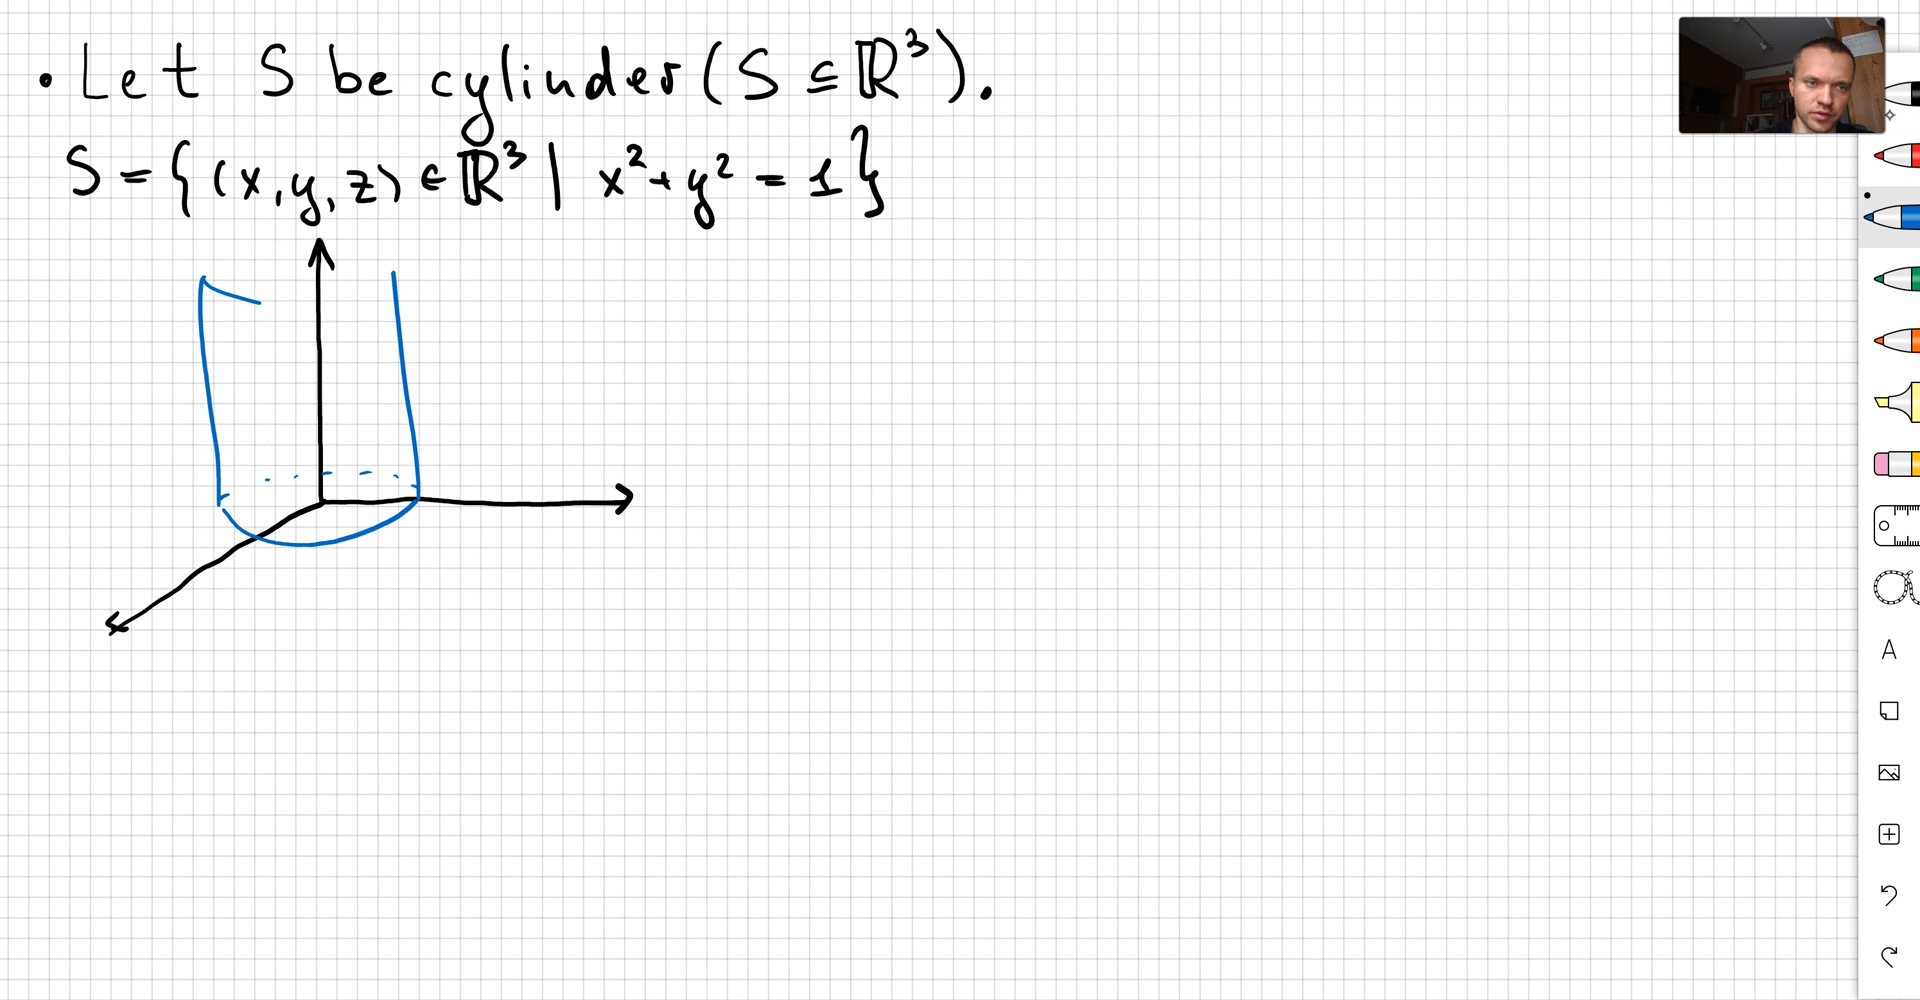 • Let S be cylinder (S ⊆ ℝ³).
S = {(x, y, z) ∈ ℝ³ | x² + y² = 1}
A